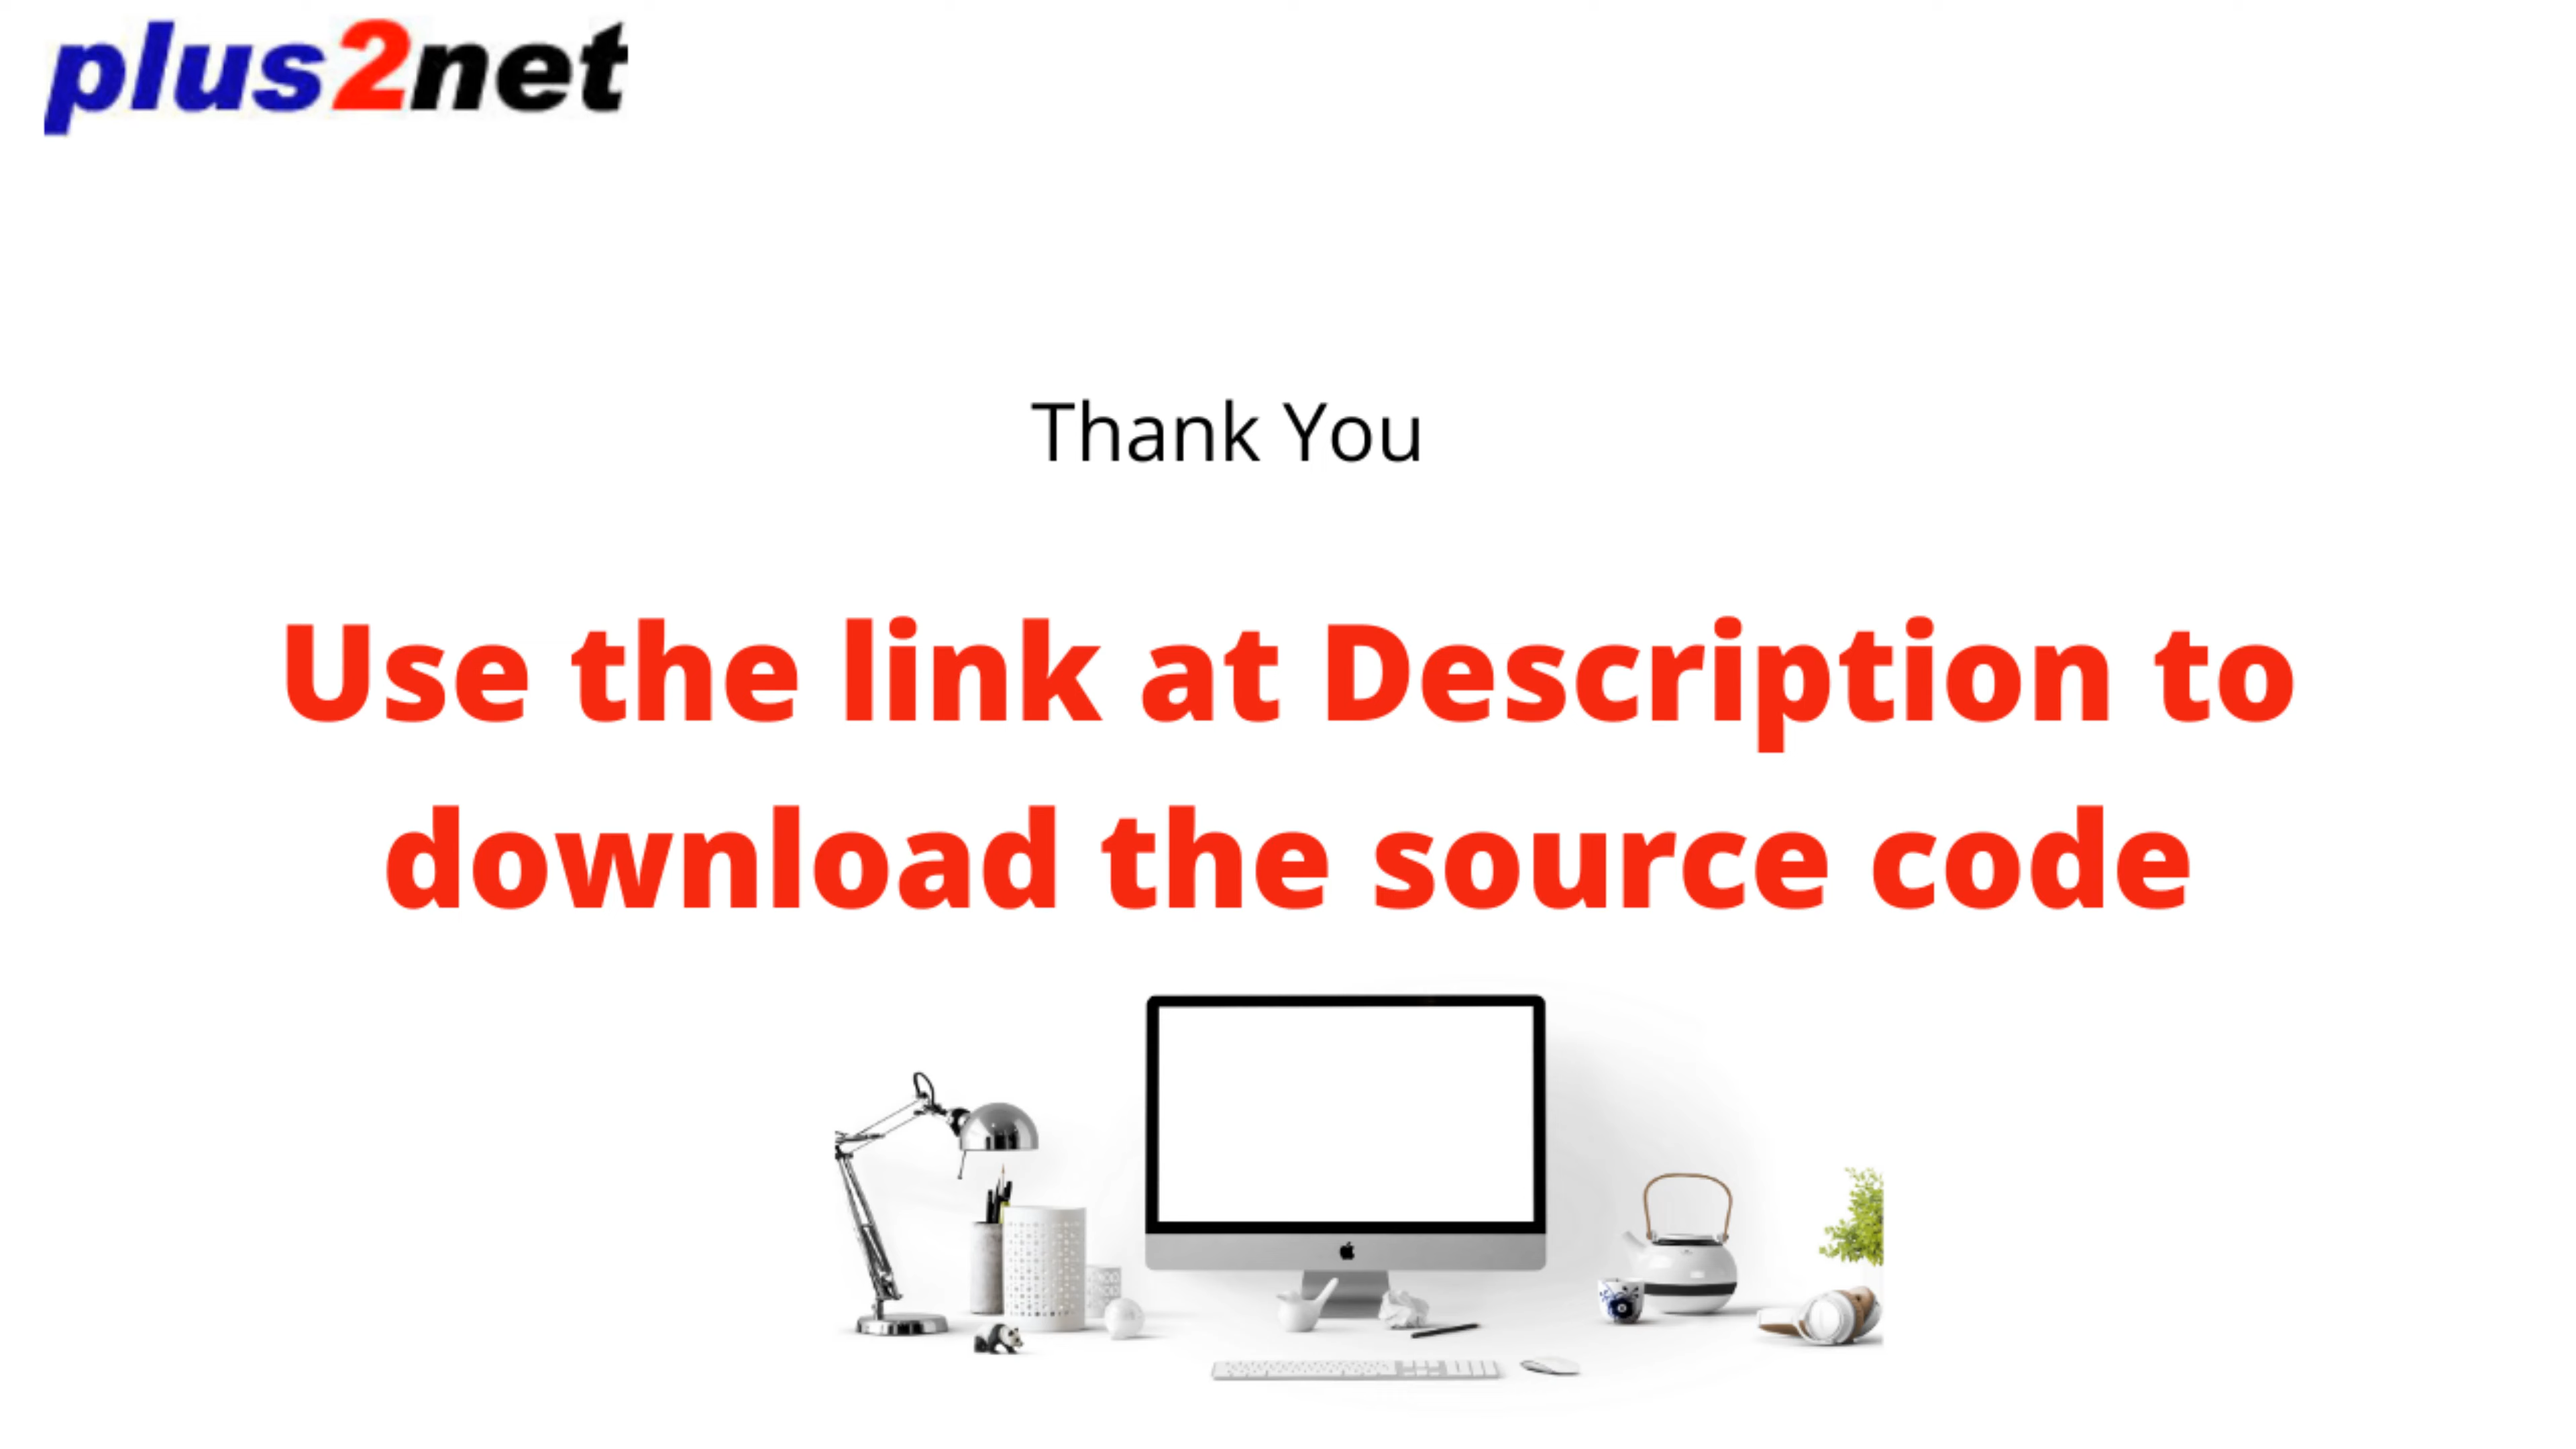 plus2net
Thank You
Use the link at Description to
download the source code